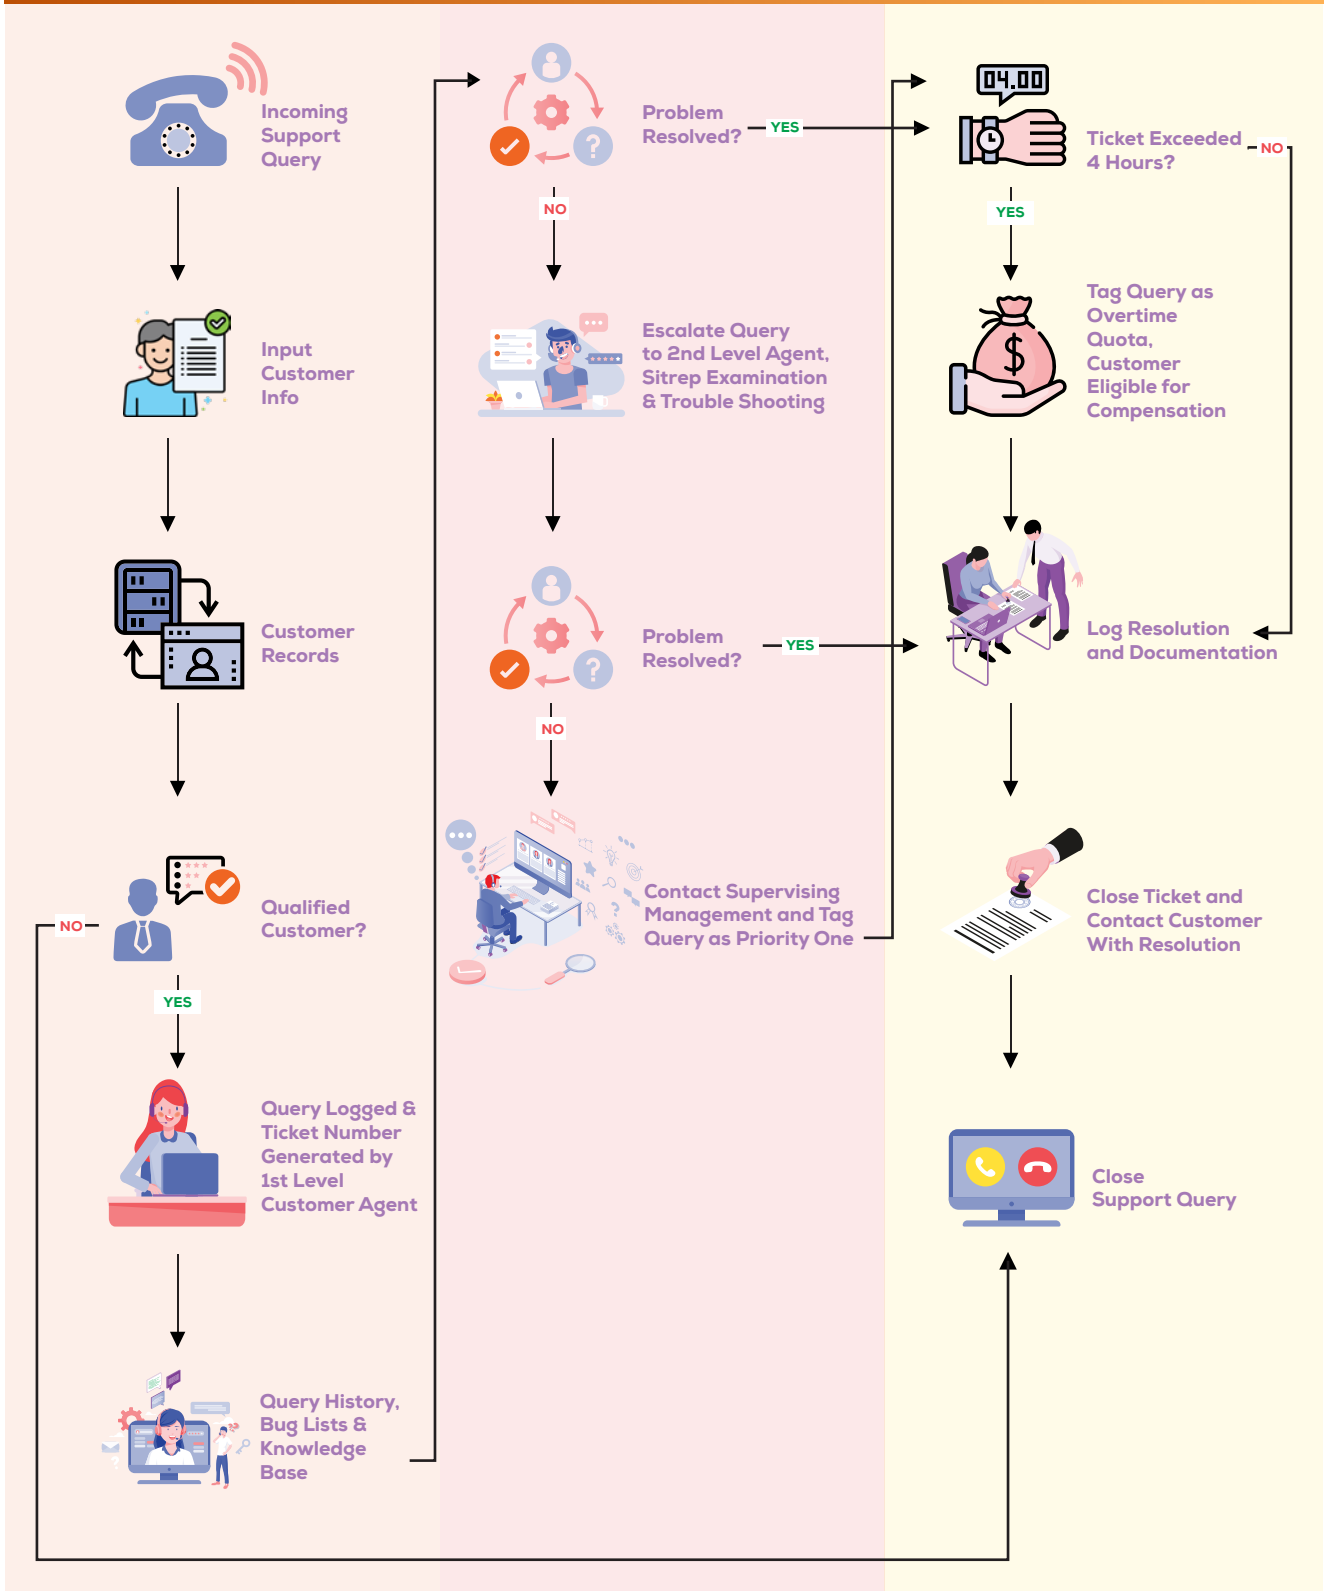 Incoming
Support
Query
Input
Customer
Info
Customer
Records
Qualified
Customer?
NO
YES
Query Logged &
Ticket Number
Generated by
1st Level
Customer Agent
Query History,
Bug Lists &
Knowledge
Base
Problem
Resolved?
YES
NO
Escalate Query
to 2nd Level Agent,
Sitrep Examination
& Trouble Shooting
Problem
Resolved?
YES
NO
Contact Supervising
Management and Tag
Query as Priority One
04.00
Ticket Exceeded
4 Hours?
NO
YES
Tag Query as
Overtime
Quota,
Customer
Eligible for
Compensation
Log Resolution
and Documentation
Close Ticket and
Contact Customer
With Resolution
Close
Support Query